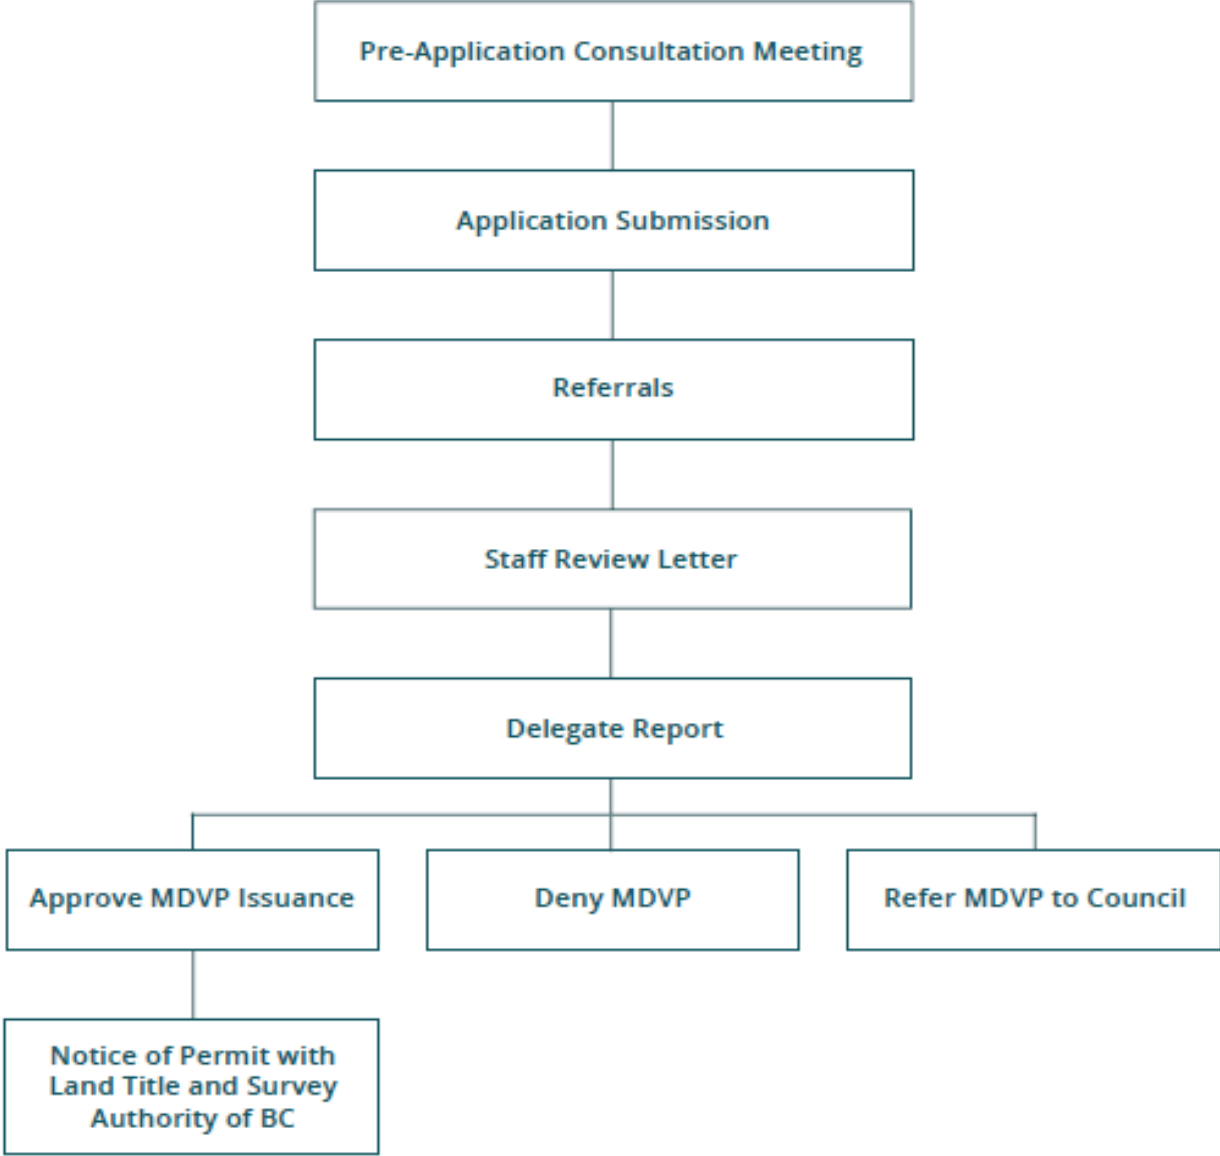 Pre-Application Consultation Meeting
Application Submission
Referrals
Staff Review Letter
Delegate Report
Approve MDVP Issuance
Deny MDVP
Refer MDVP to Council
Notice of Permit with
Land Title and Survey
Authority of BC